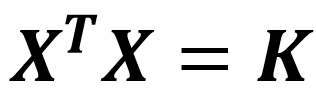 X^T X = K